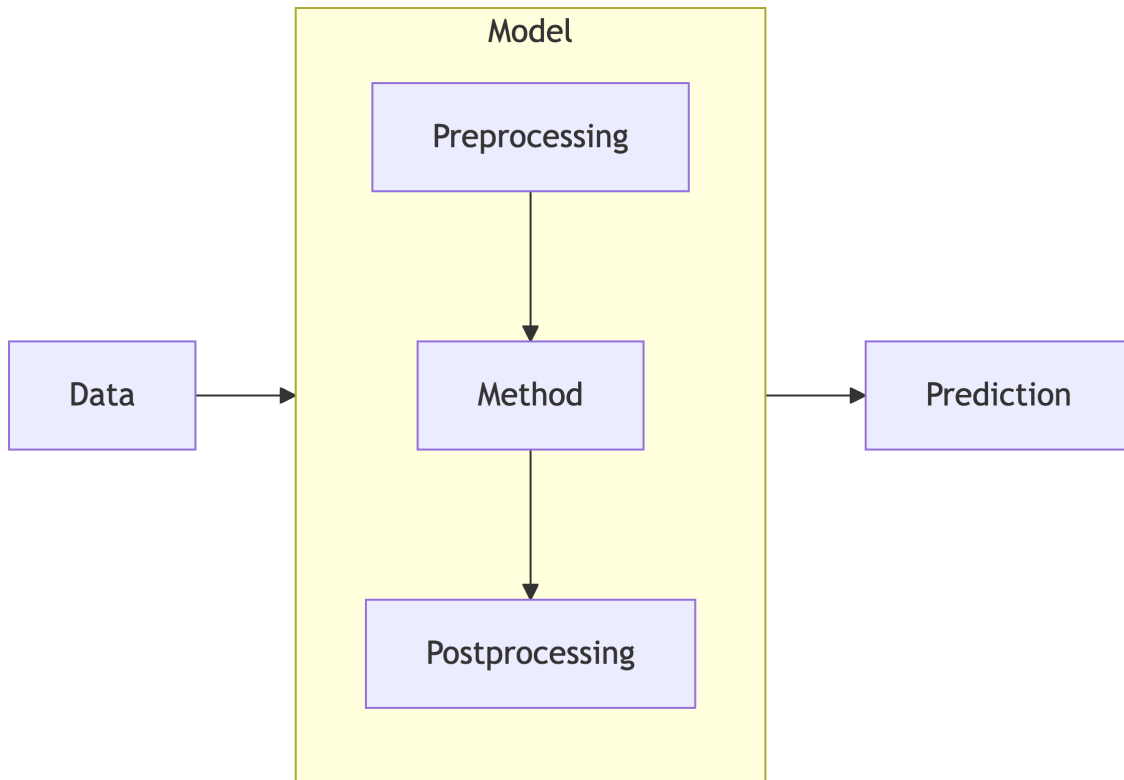 Model
Preprocessing
Data
Method
Prediction
Postprocessing